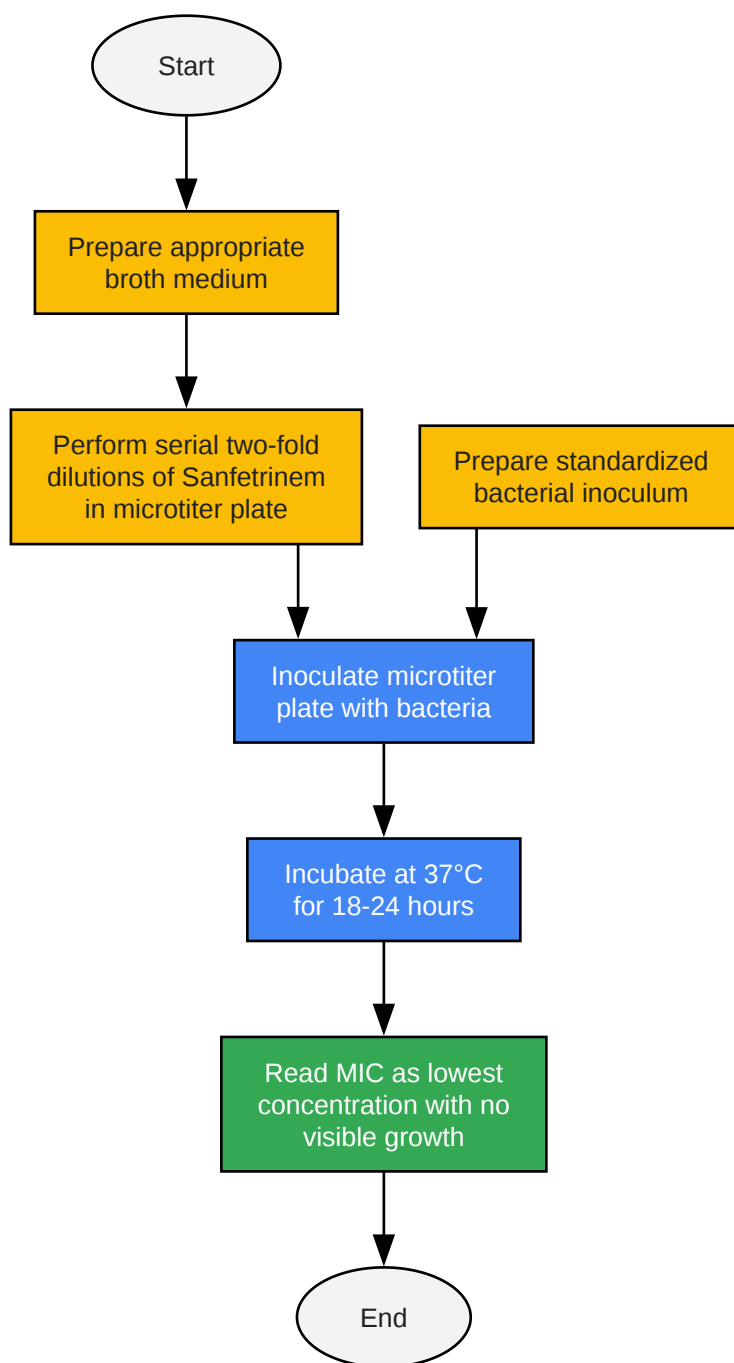 Start
Prepare appropriate
broth medium
Perform serial two-fold
dilutions of Sanfetrinem
in microtiter plate
Prepare standardized
bacterial inoculum
Inoculate microtiter
plate with bacteria
Incubate at 37°C
for 18-24 hours
Read MIC as lowest
concentration with no
visible growth
End